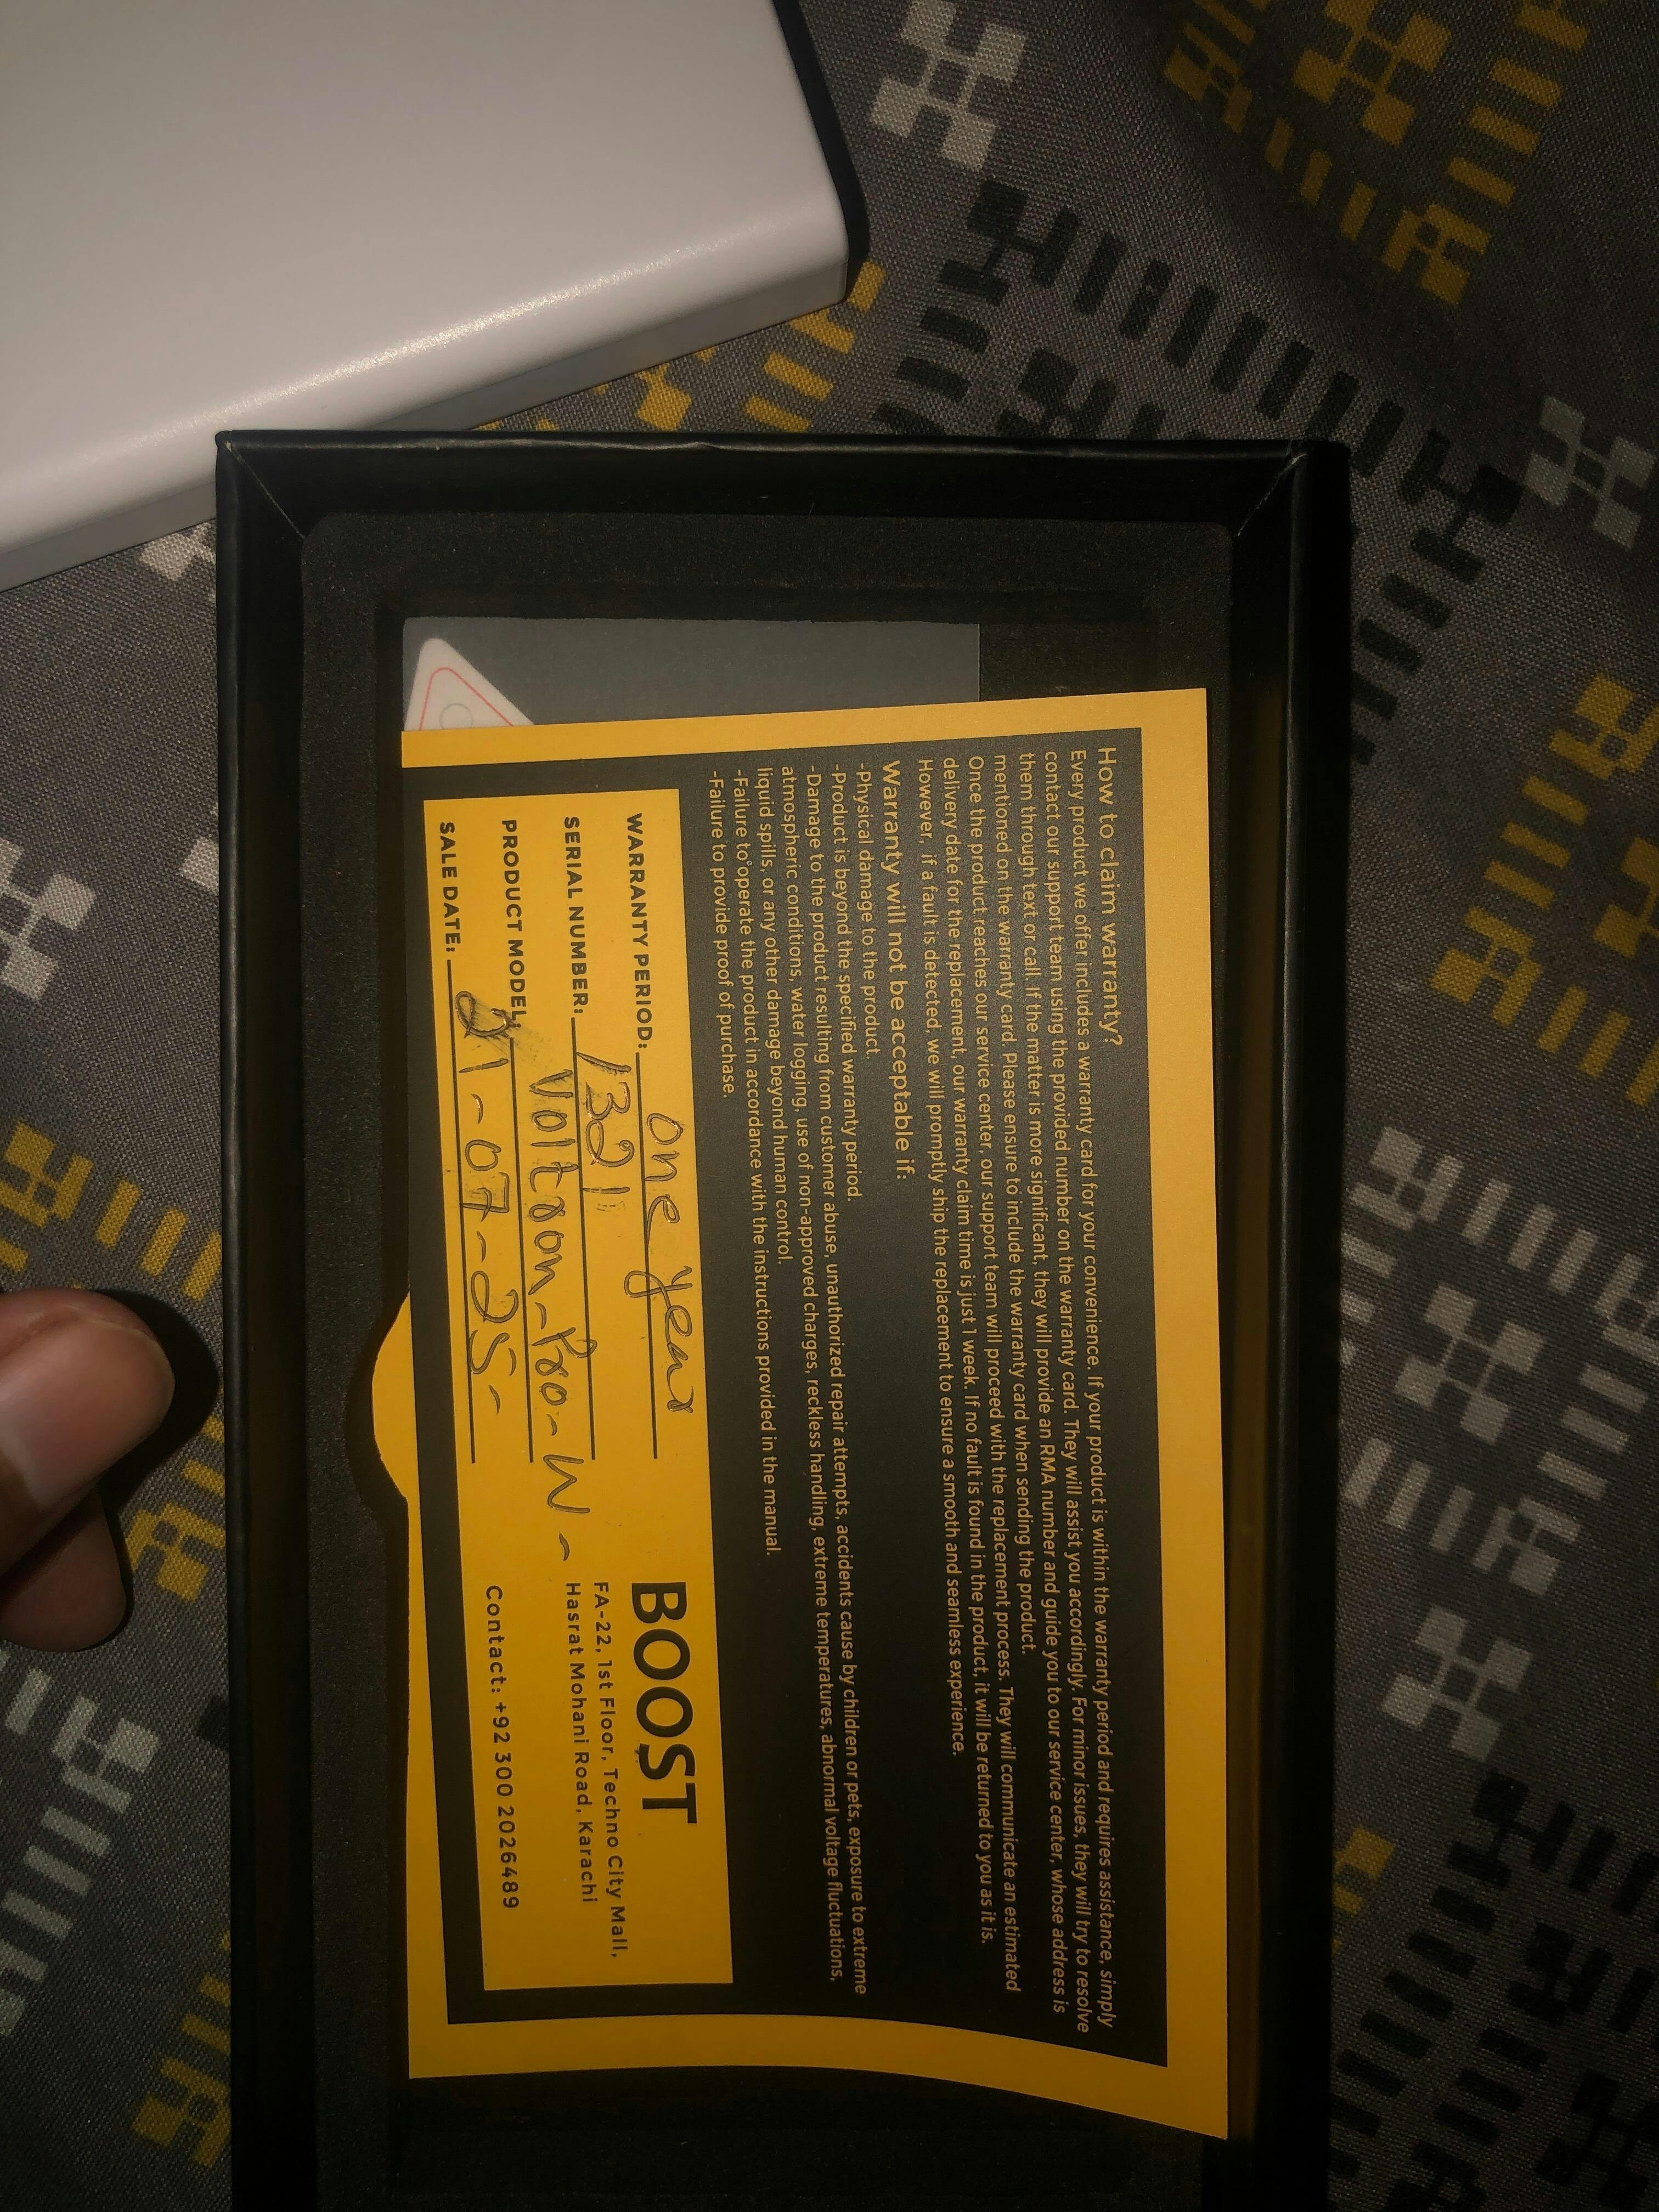 How to claim warranty?
Every product we offer includes a warranty card for your convenience. If your product is within the warranty period and requires assistance, simply
contact our support team using the provided number on the warranty card. They will assist you accordingly. For minor issues, they will try to resolve
them through text or call. If the matter is more significant, they will provide an RMA number and guide you to our service center, whose address is
mentioned on the warranty card. Please ensure to include the warranty card when sending the product.
Once the product reaches our service center, our support team will proceed with the replacement process. They will communicate an estimated
delivery date for the replacement, our warranty claim time is just 1 week. If no fault is found in the product, it will be returned to you as it is.
However, if a fault is detected, we will promptly ship the replacement to ensure a smooth and seamless experience.
Warranty will not be acceptable if:
-Physical damage to the product.
-Product is beyond the specified warranty period.
-Damage to the product resulting from customer abuse, unauthorized repair attempts, accidents cause by children or pets, exposure to extreme
atmospheric conditions, water logging, use of non-approved charges, reckless handling, extreme temperatures, abnormal voltage fluctuations,
liquid spills, or any other damage beyond human control.
-Failure to operate the product in accordance with the instructions provided in the manual.
-Failure to provide proof of purchase.
WARRANTY PERIOD: one year
SERIAL NUMBER: 1321
PRODUCT MODEL: Voltroon-Pro-W-
SALE DATE: 21-07-25-
BOOST
FA-22, 1st Floor, Techno City Mall,
Hasrat Mohani Road, Karachi
Contact: +92 300 2026489